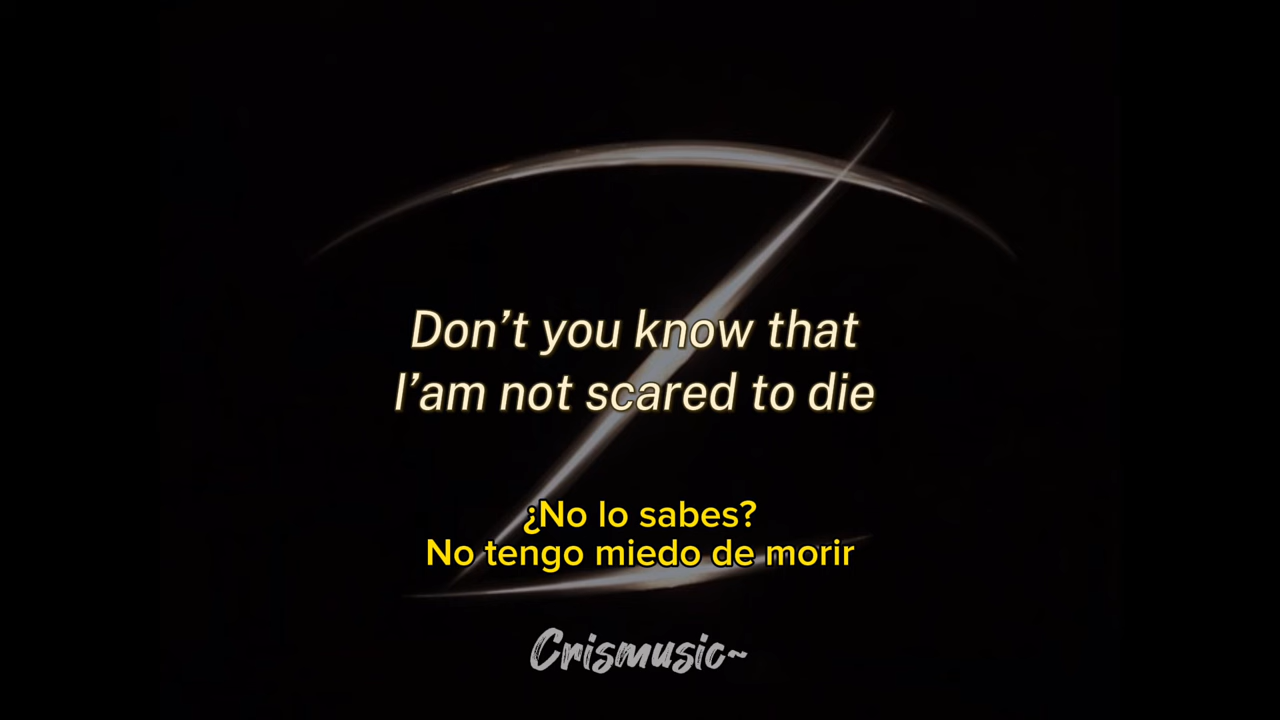 Don’t you know that
I’am not scared to die
¿No lo sabes?
No tengo miedo de morir
Crismusic~